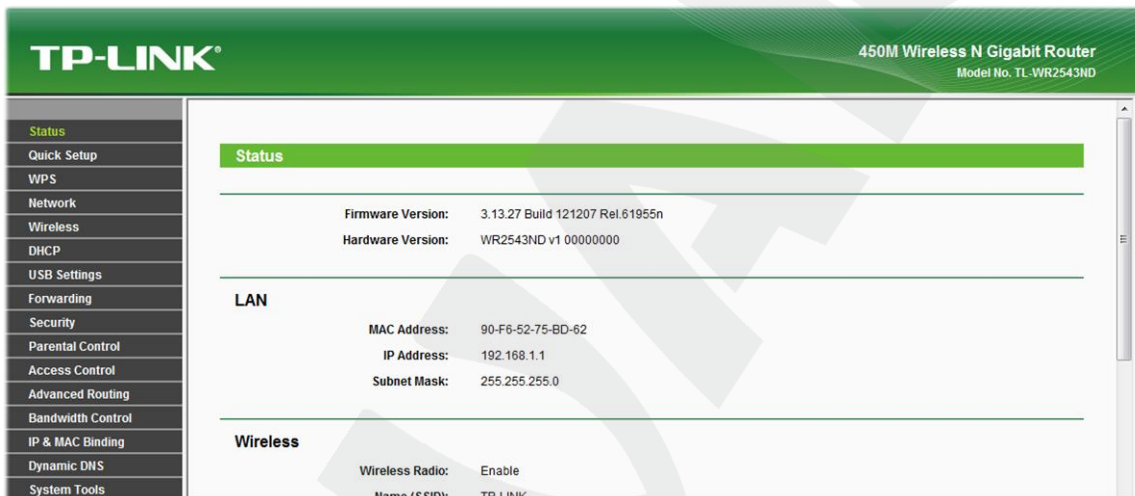 TP-LINK®
450M Wireless N Gigabit Router
Model No. TL-WR2543ND
Status
Quick Setup
WPS
Network
Wireless
DHCP
USB Settings
Forwarding
Security
Parental Control
Access Control
Advanced Routing
Bandwidth Control
IP & MAC Binding
Dynamic DNS
System Tools
Status
Firmware Version: 3.13.27 Build 121207 Rel.61955n
Hardware Version: WR2543ND v1 00000000
LAN
MAC Address: 90-F6-52-75-BD-62
IP Address: 192.168.1.1
Subnet Mask: 255.255.255.0
Wireless
Wireless Radio: Enable
Name (SSID): TP-LINK